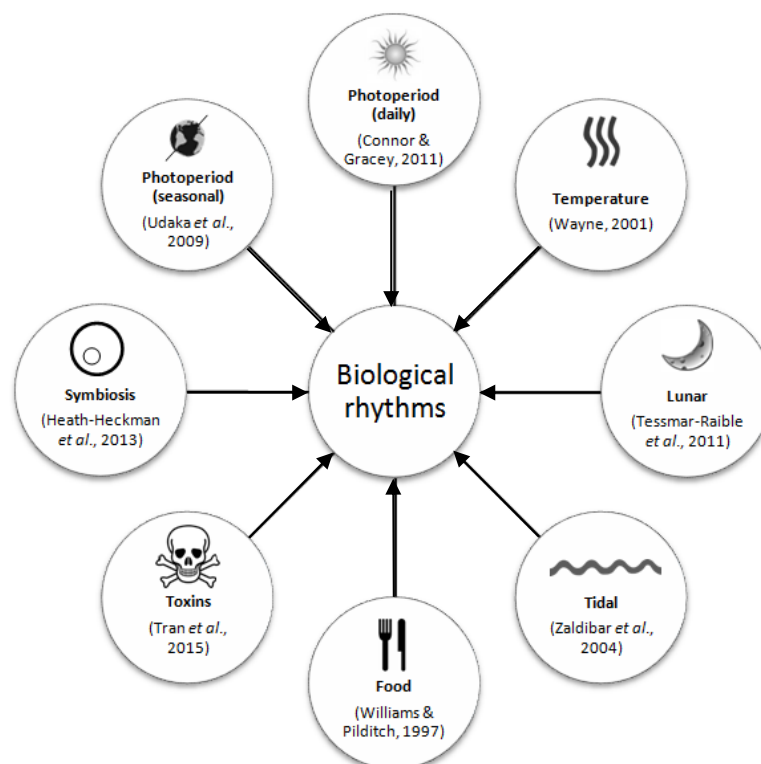 Photoperiod
(daily)
(Connor &
Gracey, 2011)
Photoperiod
(seasonal)
(Udaka et al.,
2009)
Temperature
(Wayne, 2001)
Symbiosis
(Heath-Heckman
et al., 2013)
Biological
rhythms
Lunar
(Tessmar-Raible
et al., 2011)
Toxins
(Tran et al.,
2015)
Tidal
(Zaldibar et al.,
2004)
Food
(Williams &
Pilditch, 1997)